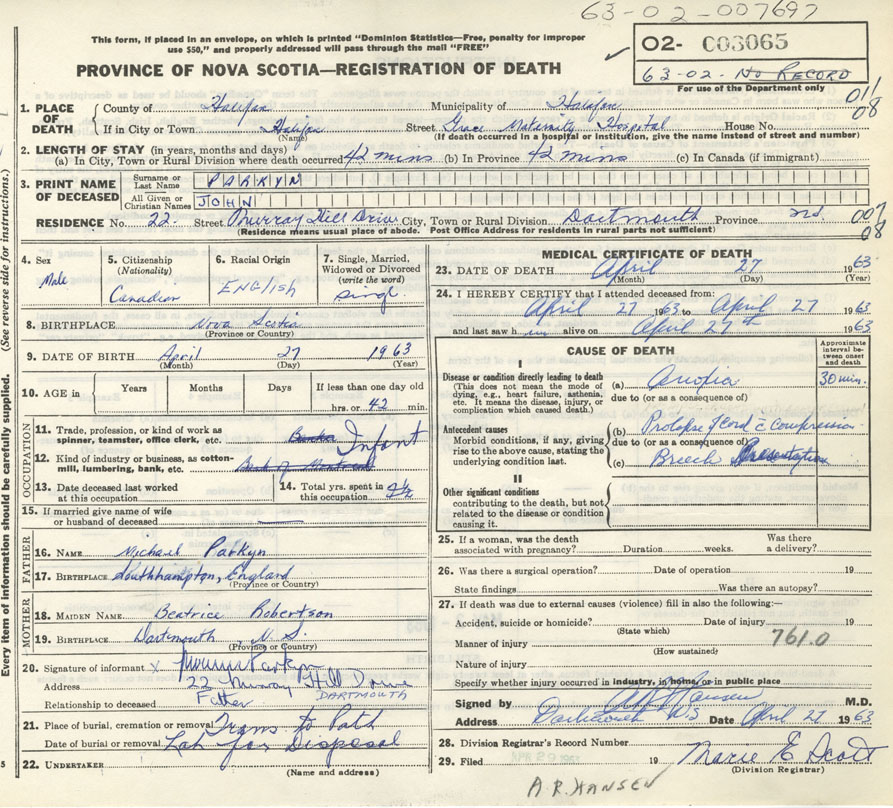 63-02-007697
This form, if placed in an envelope, on which is printed "Dominion Statistics—Free, penalty for improper
use $50," and properly addressed will pass through the mail "FREE"
02- 003065
63-02- No RECORD
PROVINCE OF NOVA SCOTIA—REGISTRATION OF DEATH
For use of the Department only
011
08
1. PLACE OF DEATH
County of Halifax Municipality of Halifax
If in City or Town Halifax Street Grace Maternity Hospital House No.
(Name) (If death occurred in a hospital or institution, give the name instead of street and number)
2. LENGTH OF STAY (in years, months and days)
(a) In City, Town or Rural Division where death occurred 42 mins (b) In Province 42 mins (c) In Canada (if immigrant)
3. PRINT NAME OF DECEASED
Surname or Last Name PARKYN
All Given or Christian Names JOHN
RESIDENCE No. 22 Street Murray Hill Drive City, Town or Rural Division Dartmouth Province
(Residence means usual place of abode. Post Office Address for residents in rural parts not sufficient)
08
4. Sex
Male
5. Citizenship
(Nationality)
Canadian
6. Racial Origin
ENGlish
7. Single, Married, Widowed or Divorced
(write the word)
Singl
8. BIRTHPLACE Nova Scotia
(Province or Country)
9. DATE OF BIRTH April 27 1963
(Month) (Day) (Year)
10. AGE in
Years Months Days If less than one day old
hrs. or 42 min.
OCCUPATION
11. Trade, profession, or kind of work as
spinner, teamster, office clerk, etc. Infant
12. Kind of industry or business, as cotton-
mill, lumbering, bank, etc.
13. Date deceased last worked
at this occupation
14. Total yrs. spent in
this occupation
15. If married give name of wife
or husband of deceased
FATHER
16. NAME Michael Parkyn
17. BIRTHPLACE Southhampton, England
(Province or Country)
MOTHER
18. MAIDEN NAME Beatrice Robertson
19. BIRTHPLACE Dartmouth, N.S.
(Province or Country)
20. Signature of informant x Parkyn
Address 22 Murray Hill Drive
DARTMOUTH
Relationship to deceased Father
21. Place of burial, cremation or removal Trans to Path
Date of burial or removal Lab for Disposal
22. UNDERTAKER
(Name and address)
MEDICAL CERTIFICATE OF DEATH
23. DATE OF DEATH April 27 1963
(Month) (Day) (Year)
24. I HEREBY CERTIFY that I attended deceased from:
April 27 1963 to April 27 1963
and last saw h im alive on April 27th 1963
CAUSE OF DEATH
Approximate interval between onset and death
I
Disease or condition directly leading to death
(This does not mean the mode of
dying, e.g., heart failure, asthenia,
etc. It means the disease, injury, or
complication which caused death.)
(a) Anoxia 30 min.
due to (or as a consequence of)
Antecedent causes
Morbid conditions, if any, giving
rise to the above cause, stating the
underlying condition last.
(b) Prolapse of Cord c Compression
due to (or as a consequence of)
(c) Breech Presentation
II
Other significant conditions
contributing to the death, but not
related to the disease or condition
causing it.
25. If a woman, was the death
associated with pregnancy? Duration weeks. Was there
a delivery?
26. Was there a surgical operation? Date of operation 19
State findings Was there an autopsy?
27. If death was due to external causes (violence) fill in also the following:—
Accident, suicide or homicide? Date of injury 19
(State which)
761.0
Manner of injury
(How sustained)
Nature of injury
Specify whether injury occurred in industry, in home, or in public place
Signed by A R Hansen M.D.
Address Dartmouth NS Date April 27 1963
28. Division Registrar's Record Number
29. Filed APR 29 1963 19 Marie E Scott
(Division Registrar)
A.R. HANSEN
Every item of information should be carefully supplied. (See reverse side for instructions.)
5